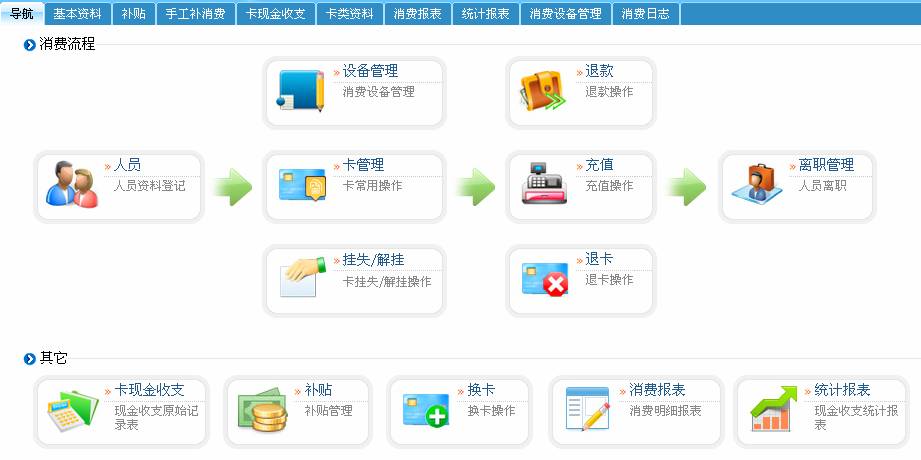 导航 基本资料 补贴 手工补消费 卡现金收支 卡类资料 消费报表 统计报表 消费设备管理 消费日志
消费流程
» 设备管理
消费设备管理
» 退款
退款操作
» 人员
人员资料登记
» 卡管理
卡常用操作
» 充值
充值操作
» 离职管理
人员离职
» 挂失/解挂
卡挂失/解挂操作
» 退卡
退卡操作
其它
» 卡现金收支
现金收支原始记
录表
» 补贴
补贴管理
» 换卡
换卡操作
» 消费报表
消费明细报表
» 统计报表
现金收支统计报
表